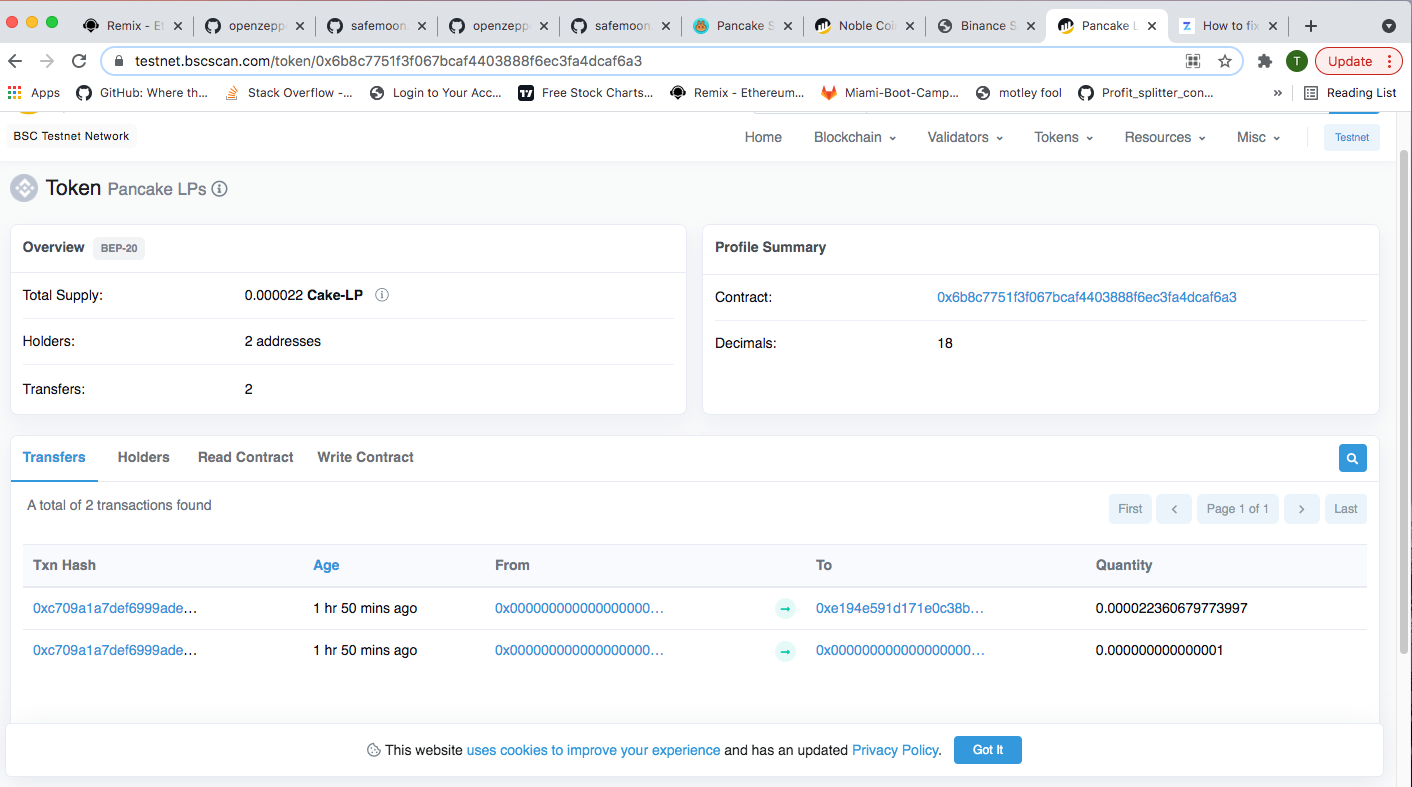 Remix - Et
openzeppe
safemoon.
openzeppe
safemoon.
Pancake S
Noble Coi
Binance S
Pancake L
How to fix
testnet.bscscan.com/token/0x6b8c7751f3f067bcaf4403888f6ec3fa4dcaf6a3
T
Update
Apps
GitHub: Where th...
Stack Overflow -...
Login to Your Acc...
Free Stock Charts...
Remix - Ethereum...
Miami-Boot-Camp...
motley fool
Profit_splitter_con...
»
Reading List
BSC Testnet Network
Home
Blockchain
Validators
Tokens
Resources
Misc
Testnet
Token Pancake LPs
Overview BEP-20
Total Supply: 0.000022 Cake-LP
Holders: 2 addresses
Transfers: 2
Profile Summary
Contract: 0x6b8c7751f3f067bcaf4403888f6ec3fa4dcaf6a3
Decimals: 18
Transfers Holders Read Contract Write Contract
A total of 2 transactions found
First < Page 1 of 1 > Last
Txn Hash Age From To Quantity
0xc709a1a7def6999ade... 1 hr 50 mins ago 0x000000000000000000... 0xe194e591d171e0c38b... 0.000022360679773997
0xc709a1a7def6999ade... 1 hr 50 mins ago 0x000000000000000000... 0x000000000000000000... 0.000000000000001
This website uses cookies to improve your experience and has an updated Privacy Policy. Got It